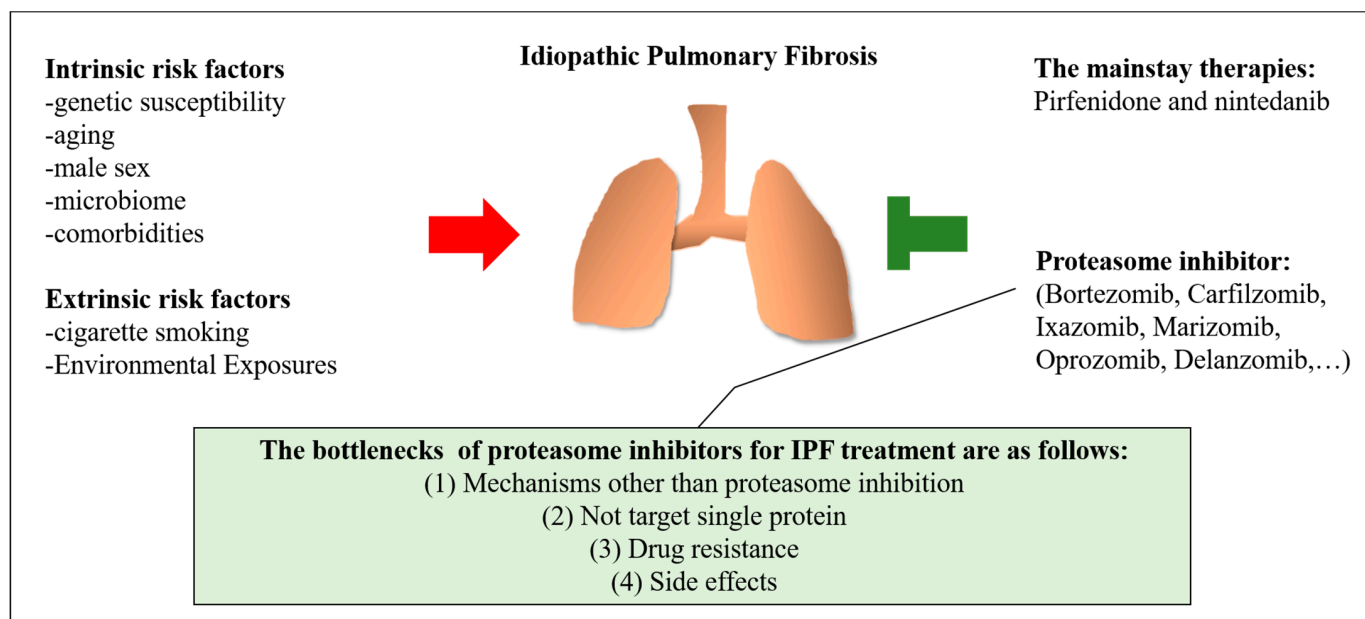 Idiopathic Pulmonary Fibrosis
Intrinsic risk factors
-genetic susceptibility
-aging
-male sex
-microbiome
-comorbidities
Extrinsic risk factors
-cigarette smoking
-Environmental Exposures
The mainstay therapies:
Pirfenidone and nintedanib
Proteasome inhibitor:
(Bortezomib, Carfilzomib,
Ixazomib, Marizomib,
Oprozomib, Delanzomib,…)
The bottlenecks  of proteasome inhibitors for IPF treatment are as follows:
(1) Mechanisms other than proteasome inhibition
(2) Not target single protein
(3) Drug resistance
(4) Side effects